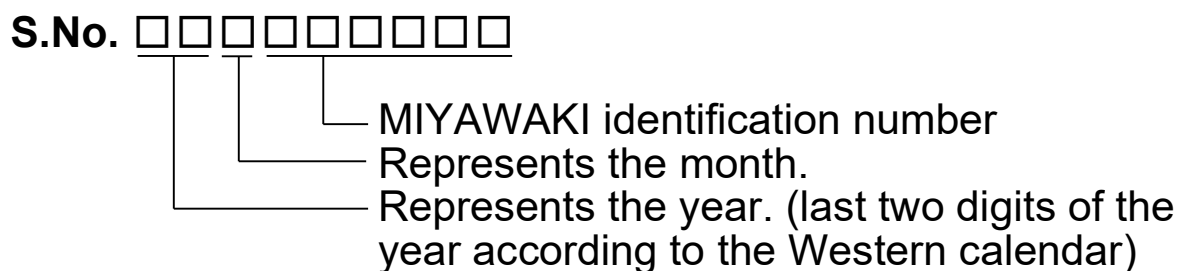 S.No. □□□□□□□□□
MIYAWAKI identification number
Represents the month.
Represents the year. (last two digits of the
year according to the Western calendar)